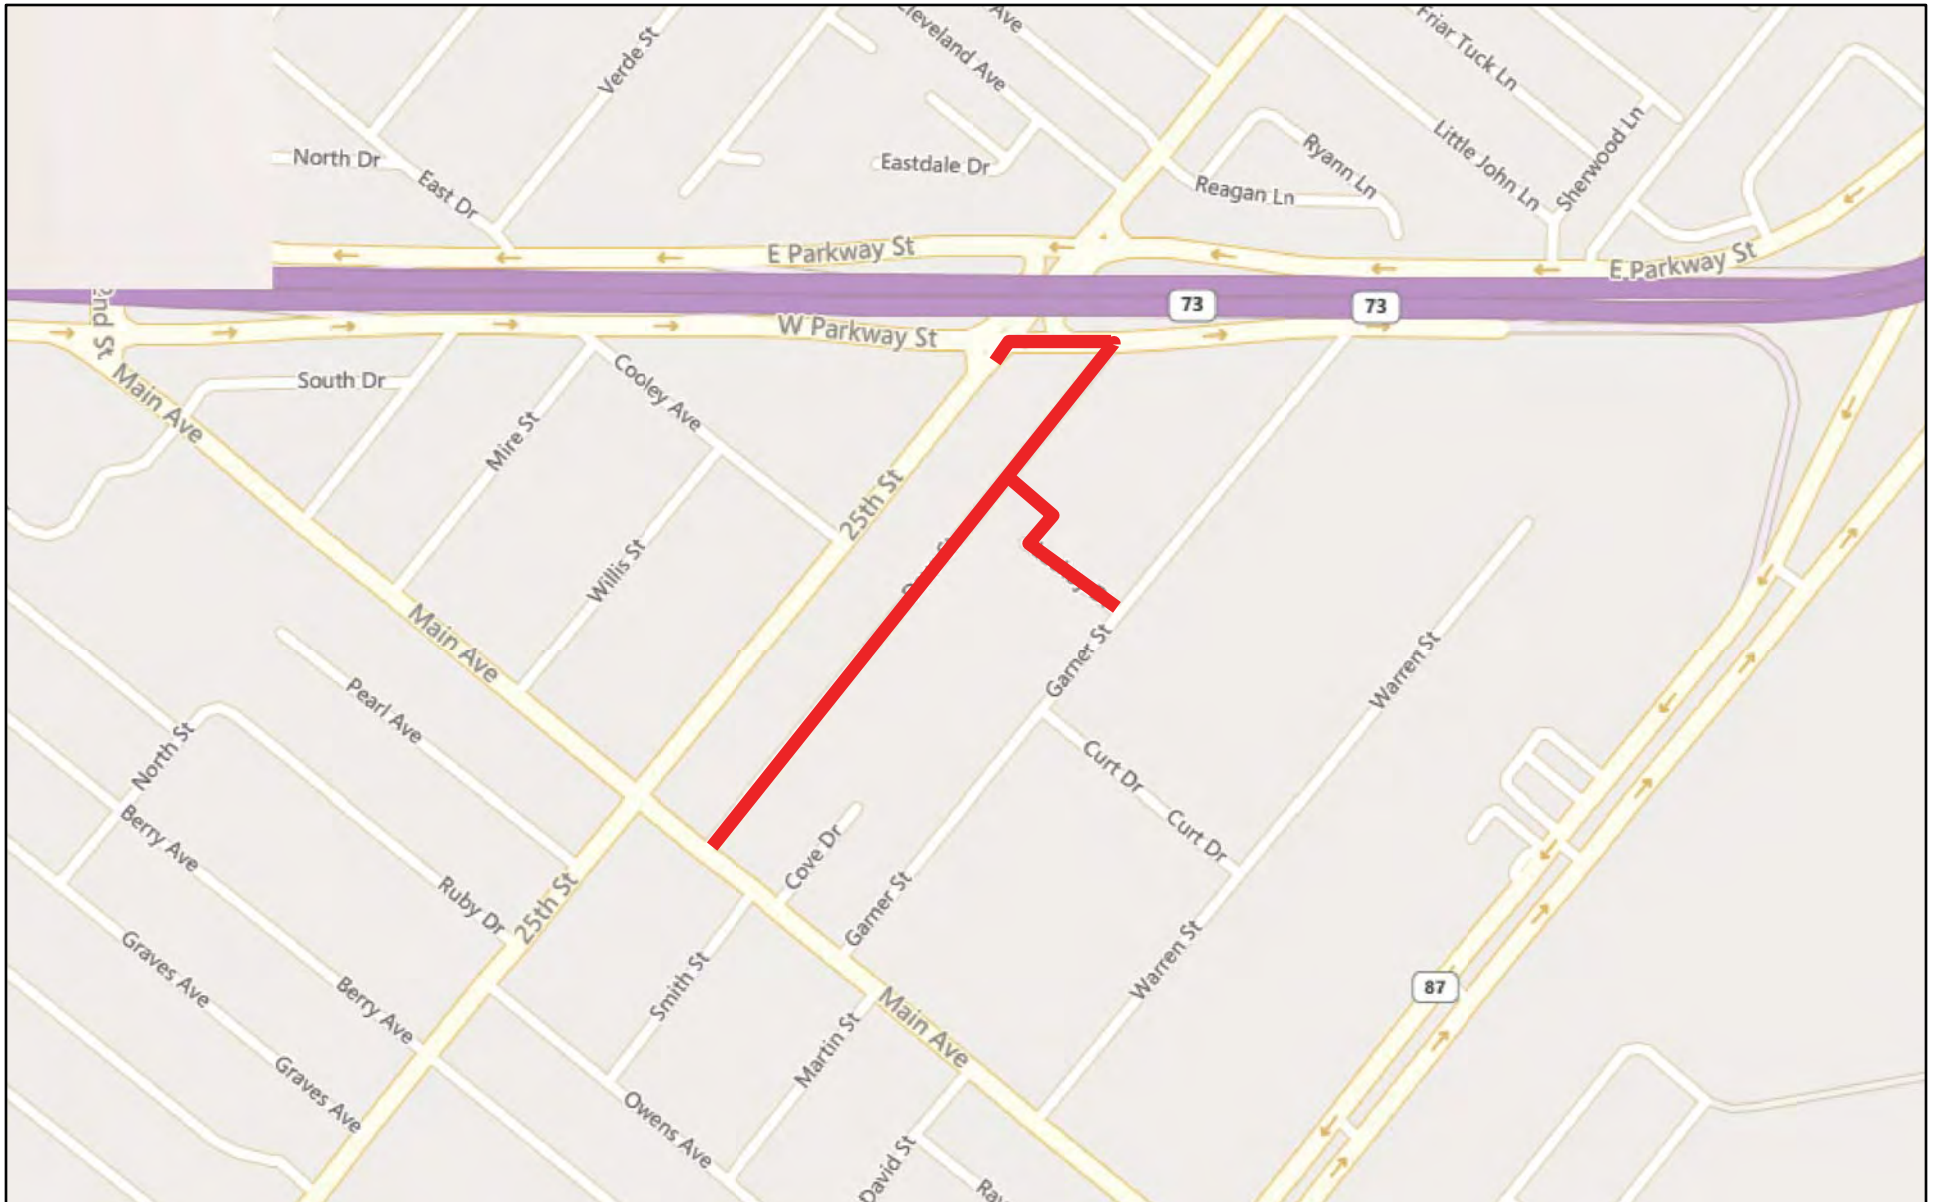 Verde St
Cleveland Ave
Ave
Friar Tuck Ln
North Dr
East Dr
Eastdale Dr
Ryann Ln
Reagan Ln
Little John Ln
Sherwood Ln
E Parkway St
E Parkway St
73
73
W Parkway St
Main Ave
South Dr
Mire St
Cooley Ave
25th St
Willis St
Main Ave
Pearl Ave
Garner St
Warren St
North St
Curt Dr
Curt Dr
Berry Ave
Cove Dr
Ruby Dr
25th St
Garner St
Graves Ave
Smith St
Warren St
87
Berry Ave
Martin St
Main Ave
Graves Ave
Owens Ave
David St